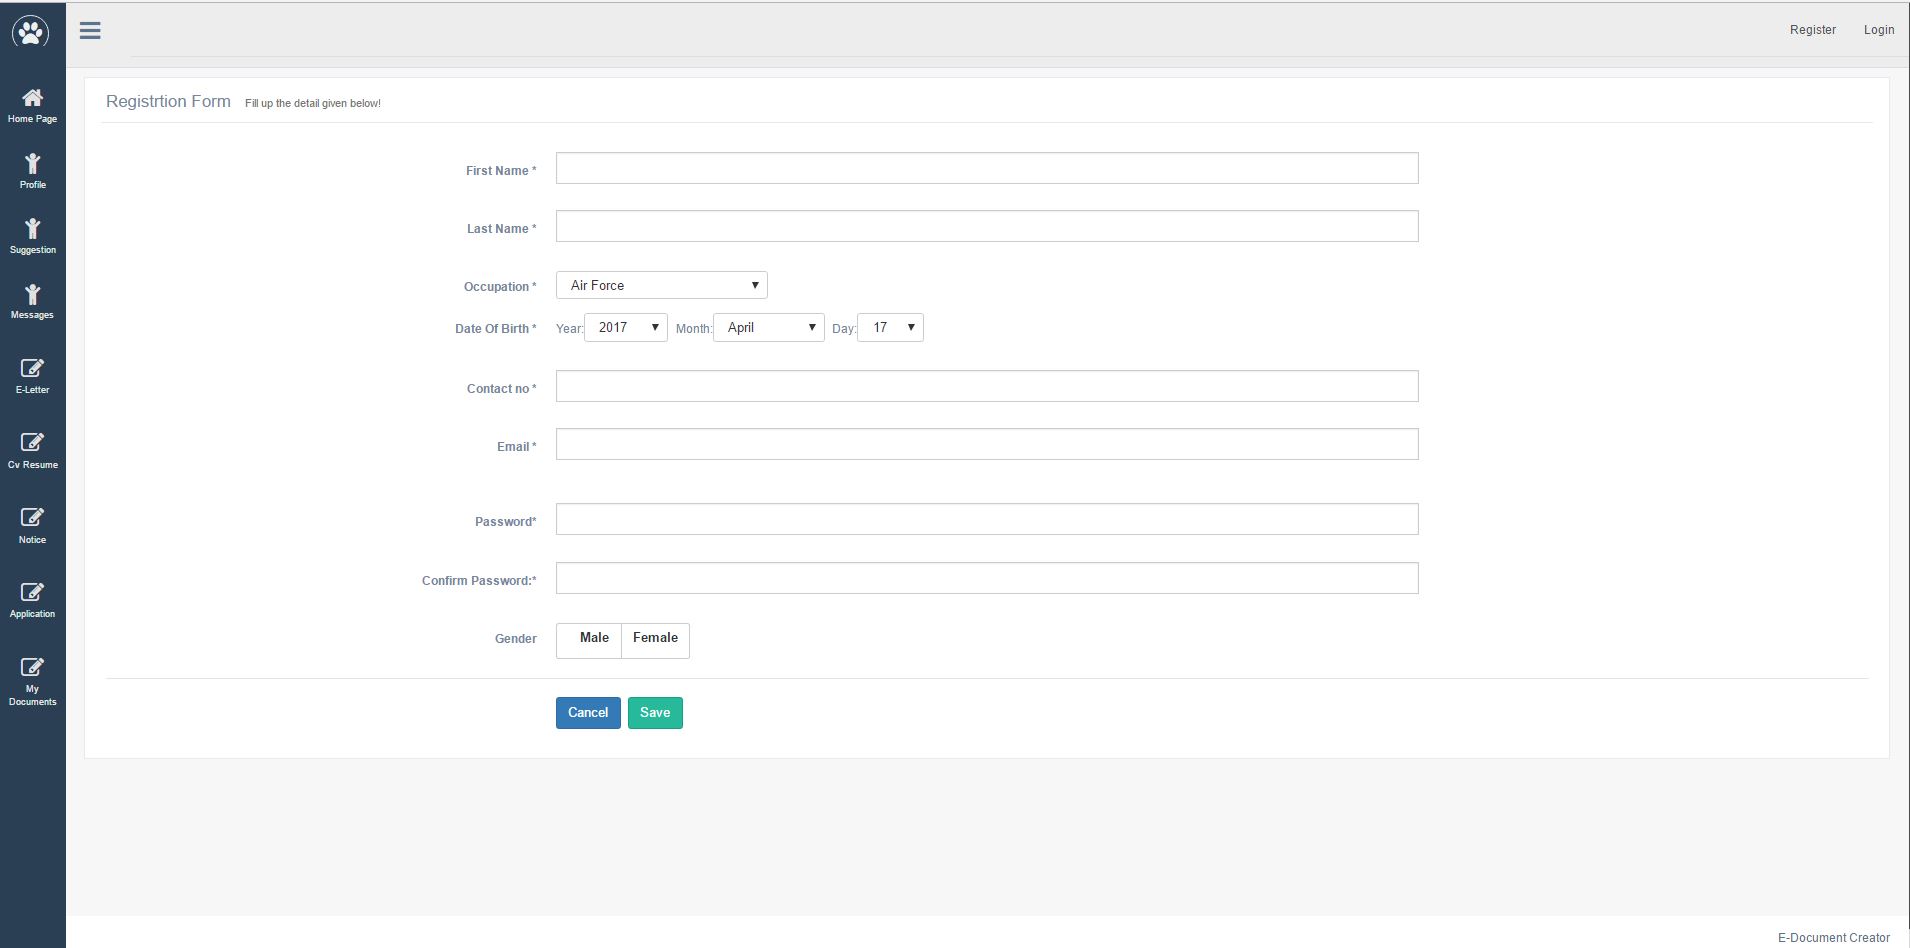 Register Login
Home Page
Profile
Suggestion
Messages
E-Letter
Cv Resume
Notice
Application
My
Documents
Registrtion Form Fill up the detail given below!
First Name *
Last Name *
Occupation * Air Force
Date Of Birth * Year: 2017 Month: April Day: 17
Contact no *
Email *
Password*
Confirm Password:*
Gender Male Female
Cancel Save
E-Document Creator